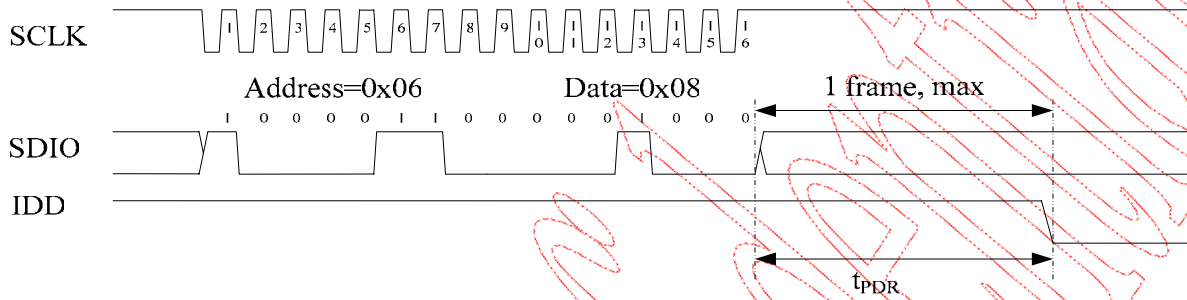 SCLK 1 2 3 4 5 6 7 8 9 10 11 12 13 14 15 16
Address=0x06 Data=0x08 1 frame, max
1 0 0 0 0 1 1 0 0 0 0 0 1 0 0 0
SDIO
IDD
tPDR